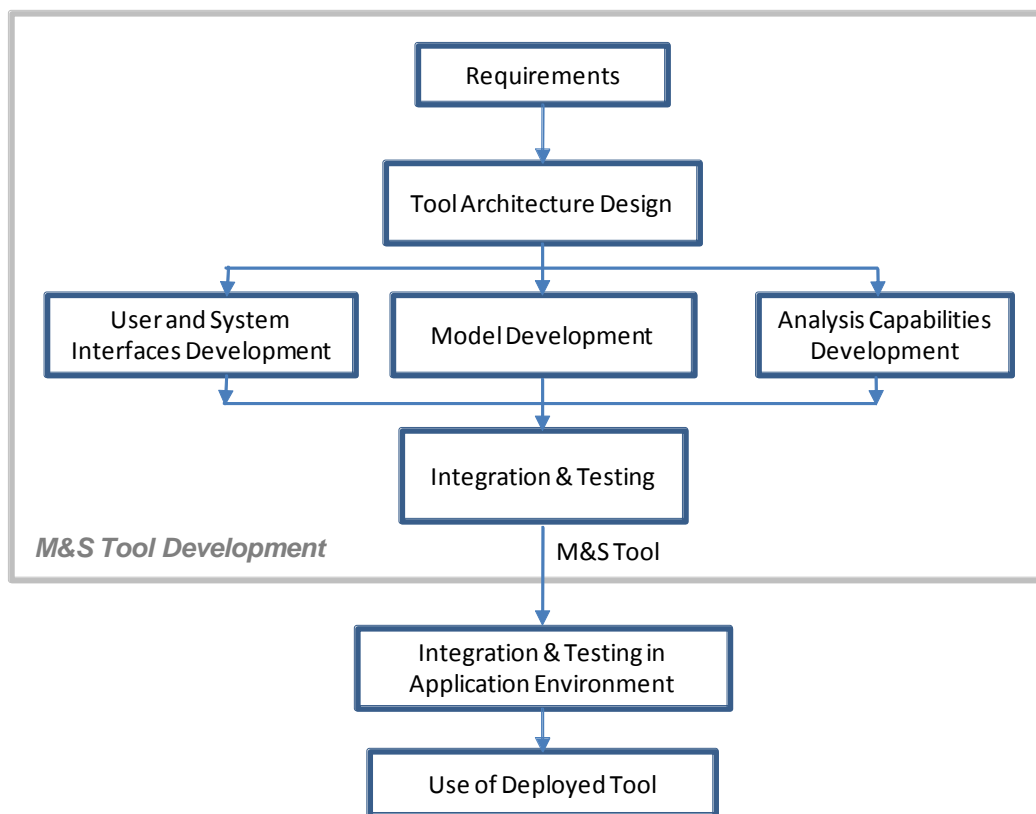 Requirements
Tool Architecture Design
User and System
Interfaces Development
Model Development
Analysis Capabilities
Development
Integration & Testing
M&S Tool Development
M&S Tool
Integration & Testing in
Application Environment
Use of Deployed Tool